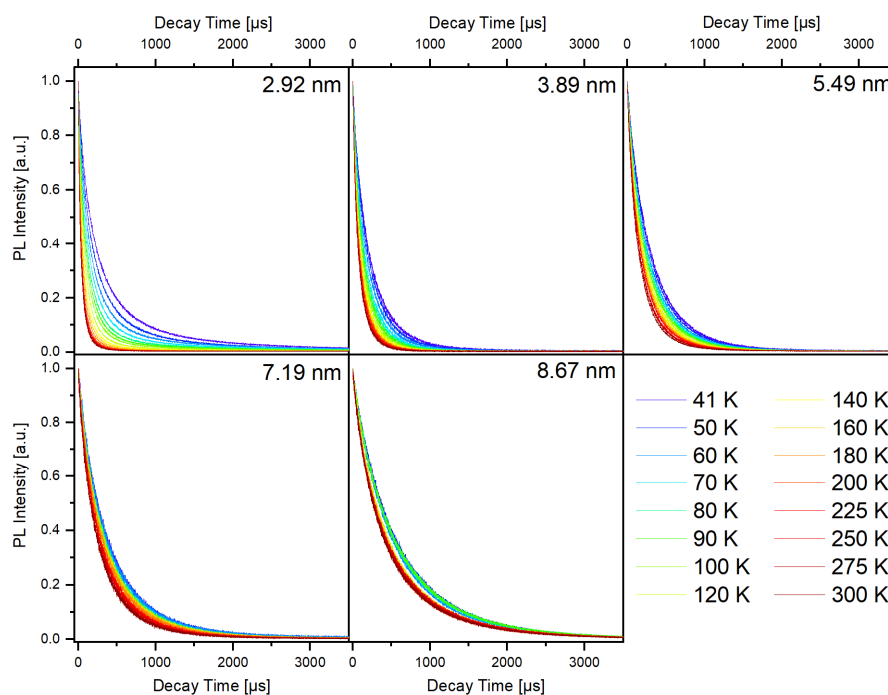 Decay Time [µs] Decay Time [µs]
0 1000 2000 3000 0 1000 2000 3000 0 1000 2000 3000
1.0
0.8
0.6
0.4
0.2
0.0
PL Intensity [a.u.]
2.92 nm
3.89 nm
5.49 nm
1.0
0.8
0.6
0.4
0.2
0.0
PL Intensity [a.u.]
7.19 nm
8.67 nm
41 K 140 K
50 K 160 K
60 K 180 K
70 K 200 K
80 K 225 K
90 K 250 K
100 K 275 K
120 K 300 K
0 1000 2000 3000 0 1000 2000 3000
Decay Time [µs] Decay Time [µs]